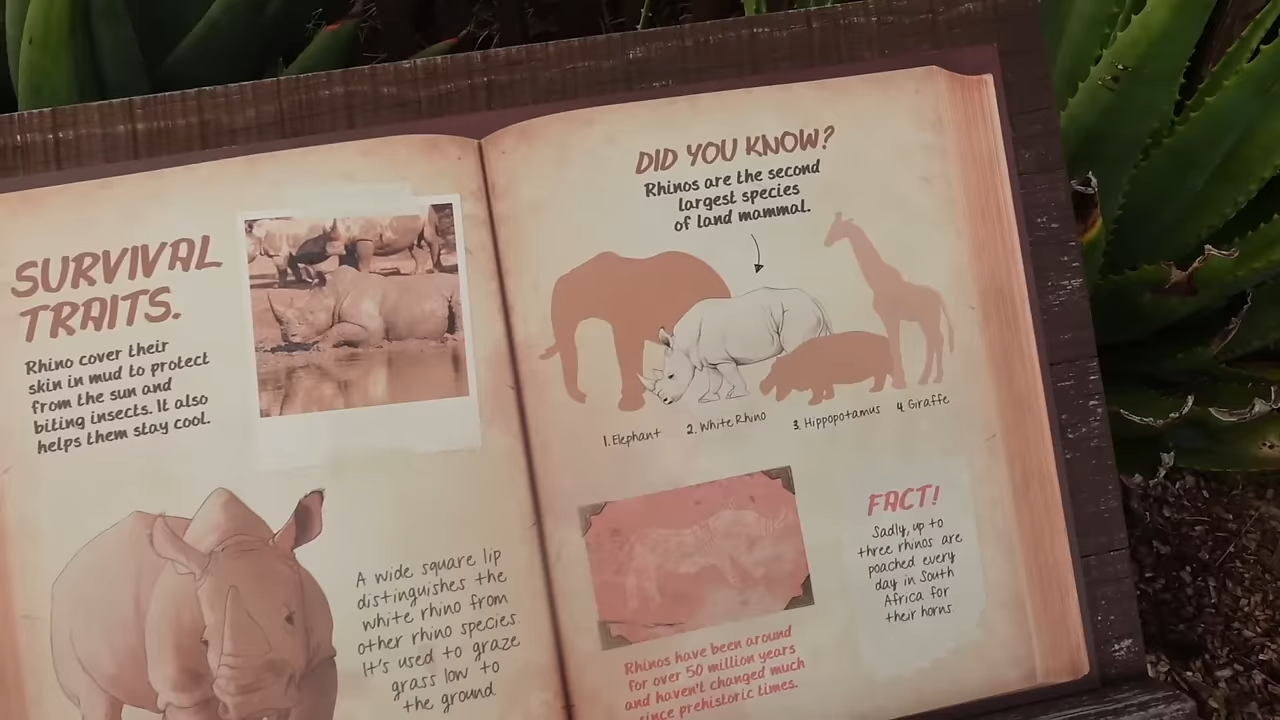 SURVIVAL
TRAITS.
Rhino cover their
skin in mud to protect
from the sun and
biting insects. It also
helps them stay cool.
A wide square lip
distinguishes the
white rhino from
other rhino species.
It's used to graze
grass low to
the ground
DID YOU KNOW?
Rhinos are the second
largest species
of land mammal.
1. Elephant
2. White Rhino
3. Hippopotamus
4. Giraffe
Rhinos have been around
for over 50 million years
and haven't changed much
since prehistoric times.
FACT!
Sadly, up to
three rhinos are
poached every
day in South
Africa for
their horns.